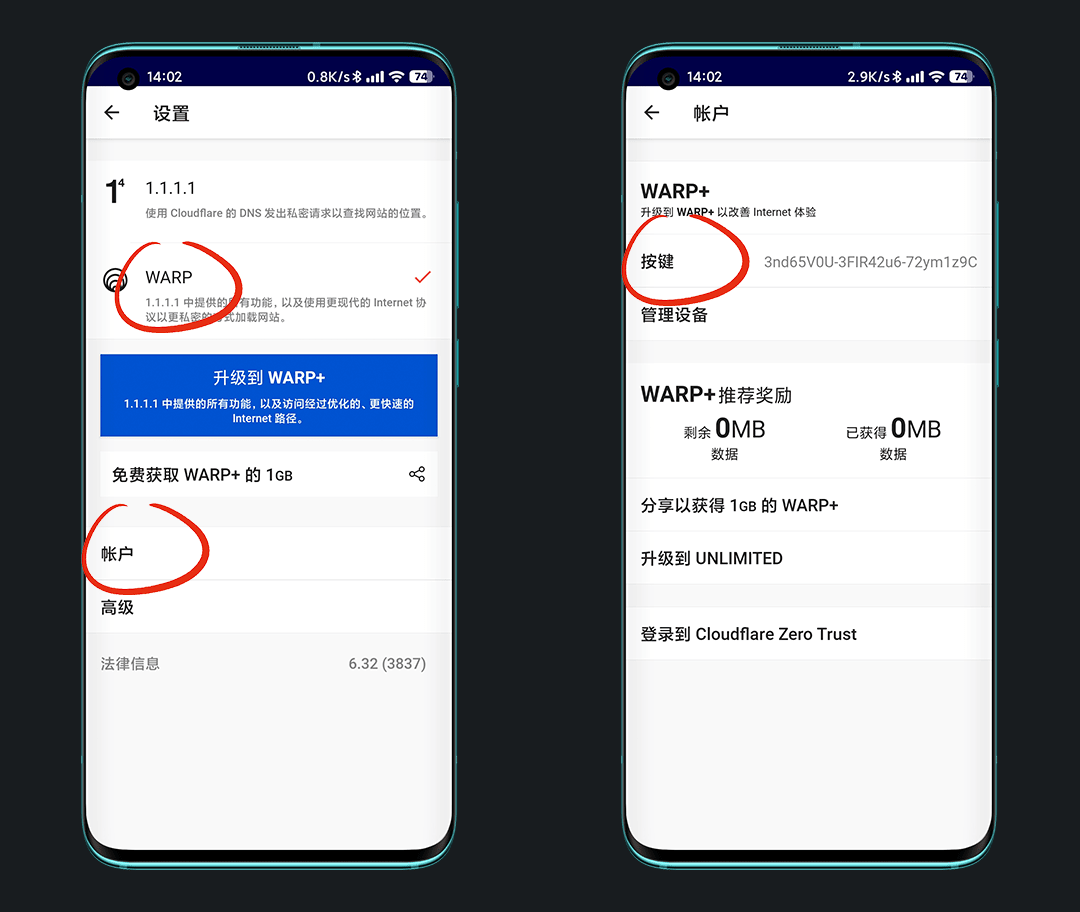 14:02
0.8K/s
74
设置
1⁴
1.1.1.1
使用 Cloudflare 的 DNS 发出私密请求以查找网站的位置。
WARP
1.1.1.1 中提供的所有功能，以及使用更现代的 Internet 协
议以更私密的方式加载网站。
升级到 WARP+
1.1.1.1 中提供的所有功能，以及访问经过优化的、更快速的
Internet 路径。
免费获取 WARP+ 的 1GB
帐户
高级
法律信息
6.32 (3837)
14:02
2.9K/s
74
帐户
WARP+
升级到 WARP+ 以改善 Internet 体验
按键
3nd65V0U-3FIR42u6-72ym1z9C
管理设备
WARP+推荐奖励
剩余 0MB
数据
已获得 0MB
数据
分享以获得 1GB 的 WARP+
升级到 UNLIMITED
登录到 Cloudflare Zero Trust